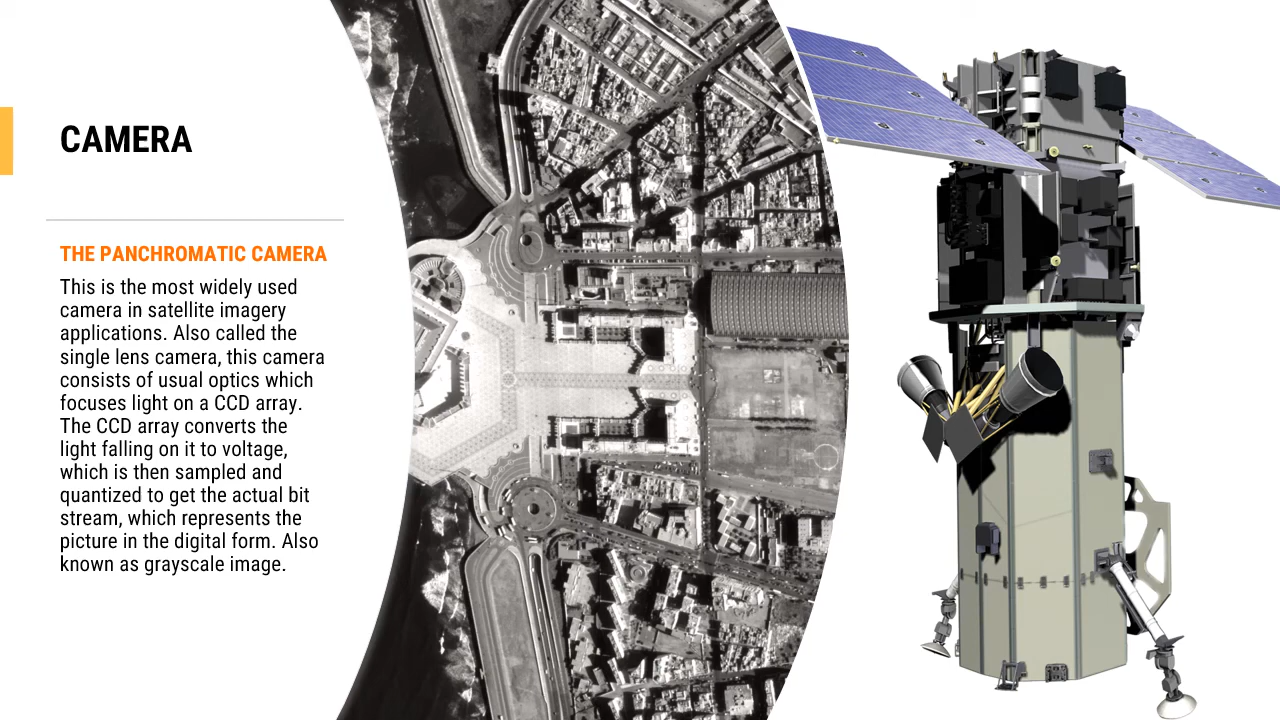 CAMERA
THE PANCHROMATIC CAMERA
This is the most widely used
camera in satellite imagery
applications. Also called the
single lens camera, this camera
consists of usual optics which
focuses light on a CCD array.
The CCD array converts the
light falling on it to voltage,
which is then sampled and
quantized to get the actual bit
stream, which represents the
picture in the digital form. Also
known as grayscale image.